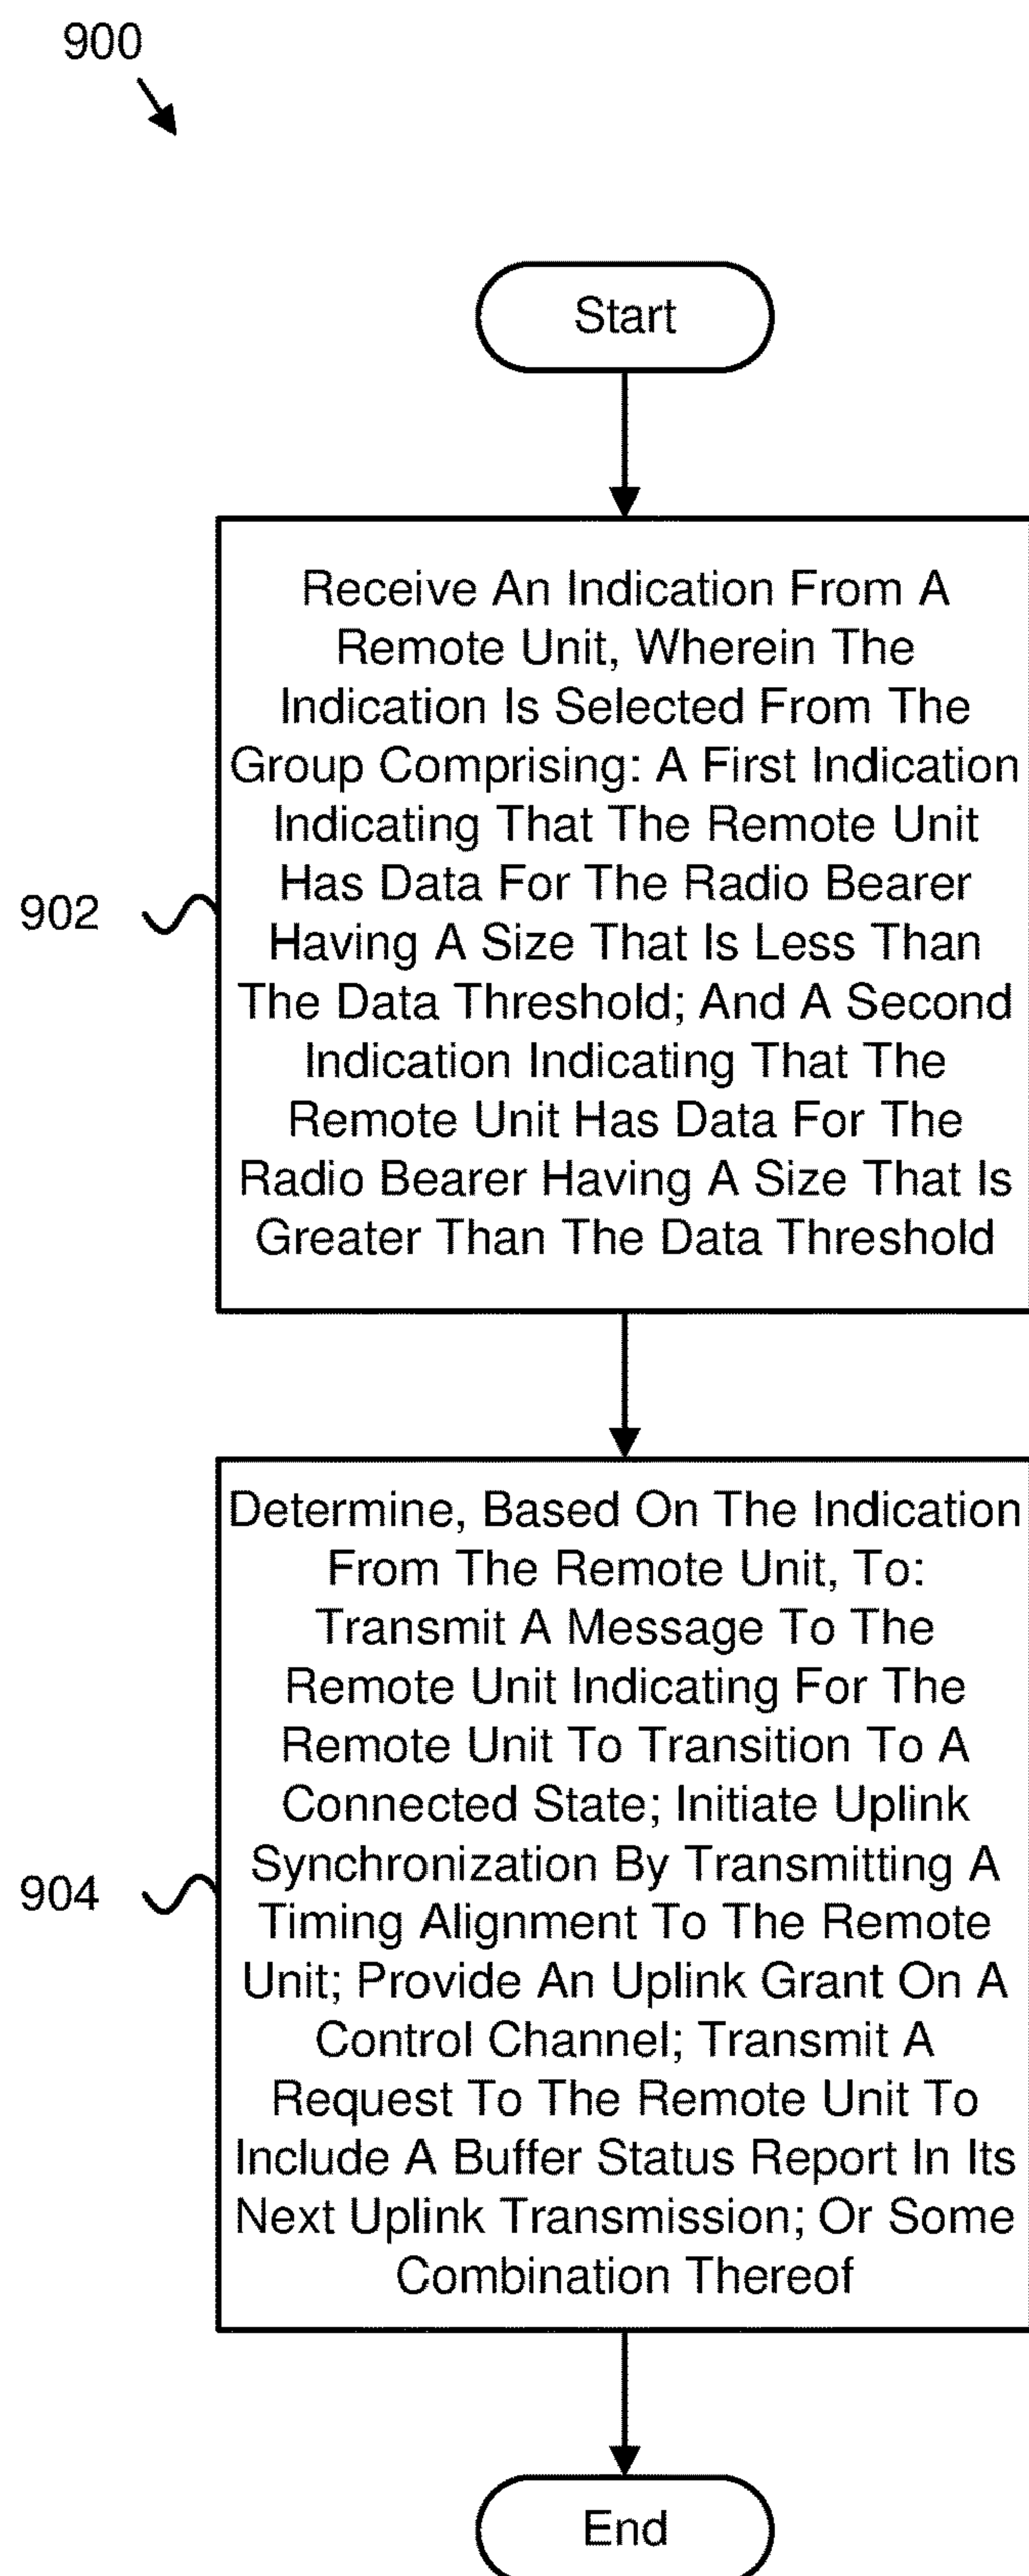 900
Start
Receive An Indication From A
Remote Unit, Wherein The
Indication Is Selected From The
Group Comprising: A First Indication
Indicating That The Remote Unit
Has Data For The Radio Bearer
Having A Size That Is Less Than
The Data Threshold; And A Second
Indication Indicating That The
Remote Unit Has Data For The
Radio Bearer Having A Size That Is
Greater Than The Data Threshold
902
Determine, Based On The Indication
From The Remote Unit, To:
Transmit A Message To The
Remote Unit Indicating For The
Remote Unit To Transition To A
Connected State; Initiate Uplink
Synchronization By Transmitting A
Timing Alignment To The Remote
Unit; Provide An Uplink Grant On A
Control Channel; Transmit A
Request To The Remote Unit To
Include A Buffer Status Report In Its
Next Uplink Transmission; Or Some
Combination Thereof
904
End